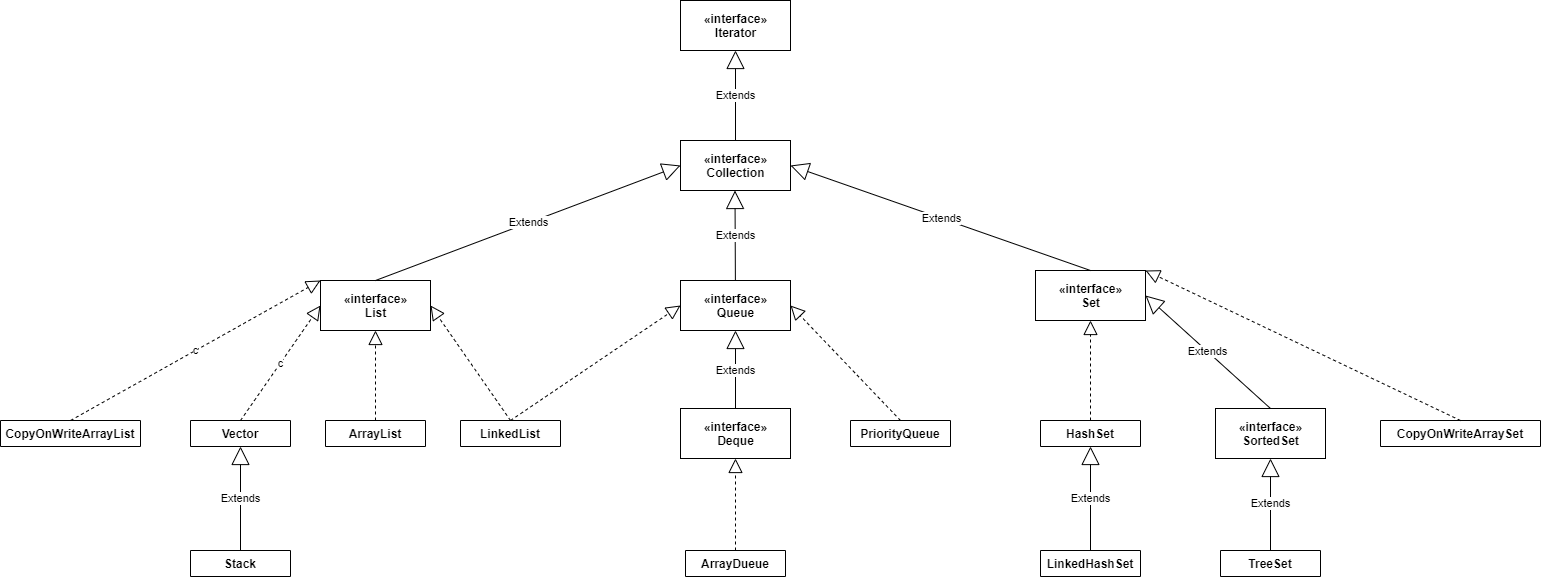 «interface»
Iterator
Extends
«interface»
Collection
Extends
Extends
Extends
«interface»
List
«interface»
Queue
«interface»
Set
c
c
Extends
Extends
CopyOnWriteArrayList
Vector
ArrayList
LinkedList
«interface»
Deque
PriorityQueue
HashSet
«interface»
SortedSet
CopyOnWriteArraySet
Extends
Extends
Extends
Stack
ArrayDueue
LinkedHashSet
TreeSet